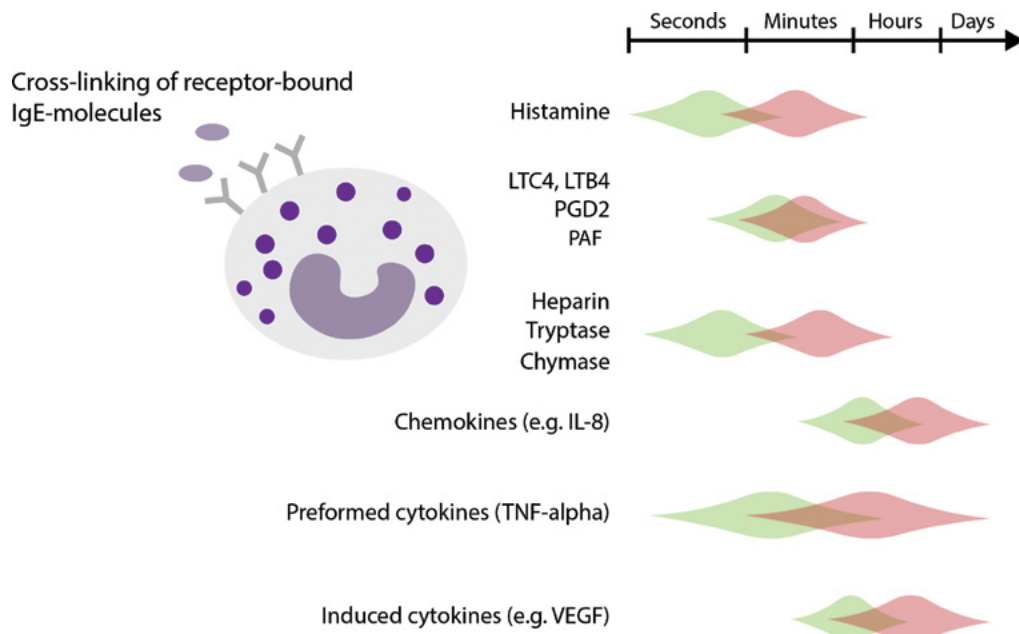 Seconds Minutes Hours Days
Cross-linking of receptor-bound
IgE-molecules
Histamine
LTC4, LTB4
PGD2
PAF
Heparin
Tryptase
Chymase
Chemokines (e.g. IL-8)
Preformed cytokines (TNF-alpha)
Induced cytokines (e.g. VEGF)